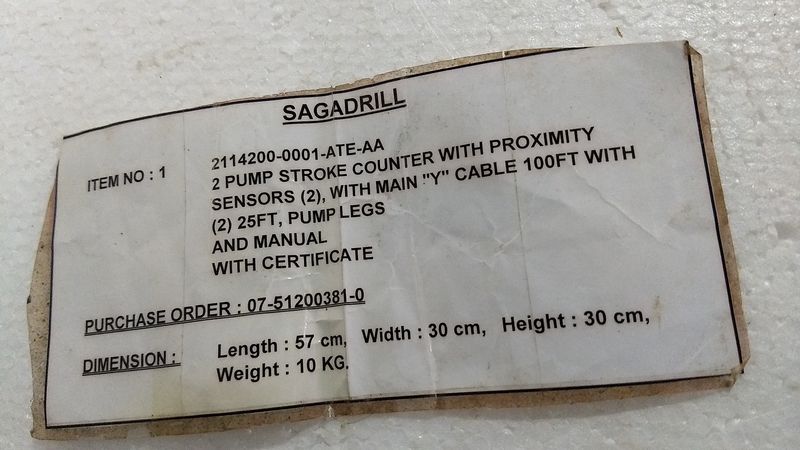 SAGADRILL
ITEM NO : 1
2114200-0001-ATE-AA
2 PUMP STROKE COUNTER WITH PROXIMITY
SENSORS (2), WITH MAIN "Y" CABLE 100FT WITH
(2) 25FT, PUMP LEGS
AND MANUAL
WITH CERTIFICATE
PURCHASE ORDER : 07-51200381-0
DIMENSION : Length : 57 cm, Width : 30 cm, Height : 30 cm,
Weight : 10 KG.